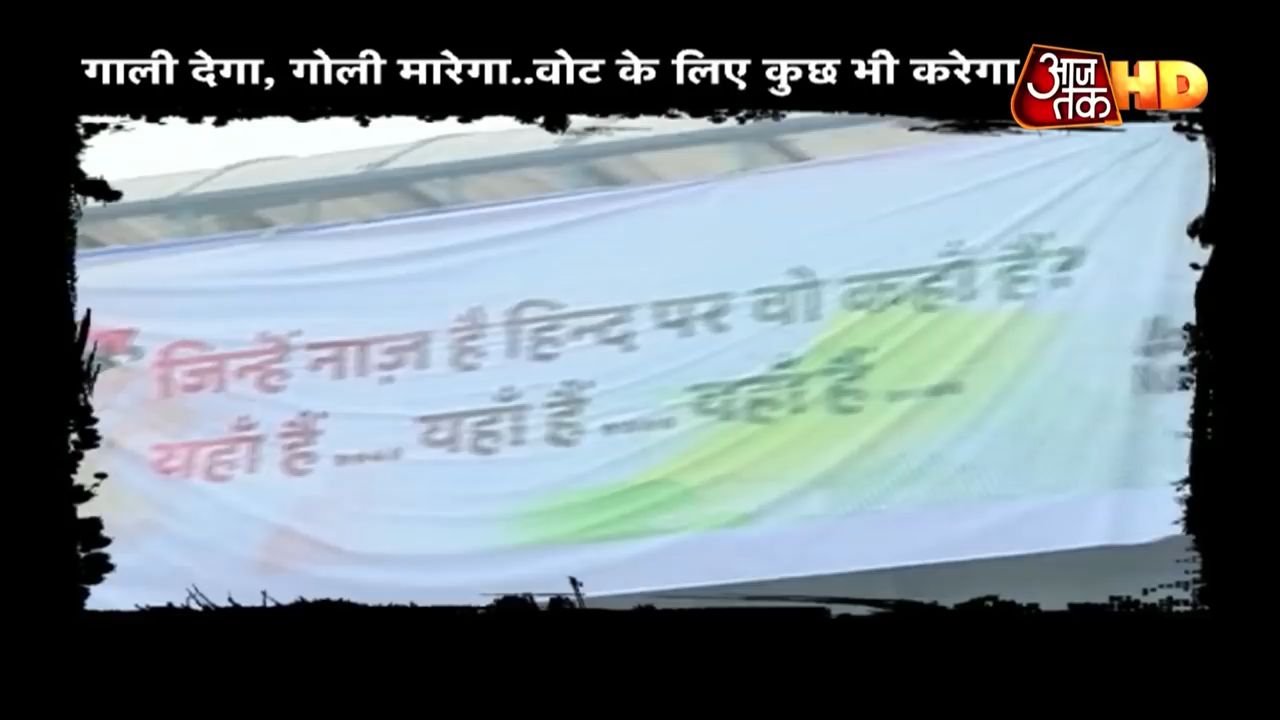 गाली देगा, गोली मारेगा..वोट के लिए कुछ भी करेगा
आज तक HD
जिन्हें नाज़ है हिन्द पर वो कहाँ हैं?
यहाँ हैं .... यहाँ हैं ..... यहाँ हैं .....